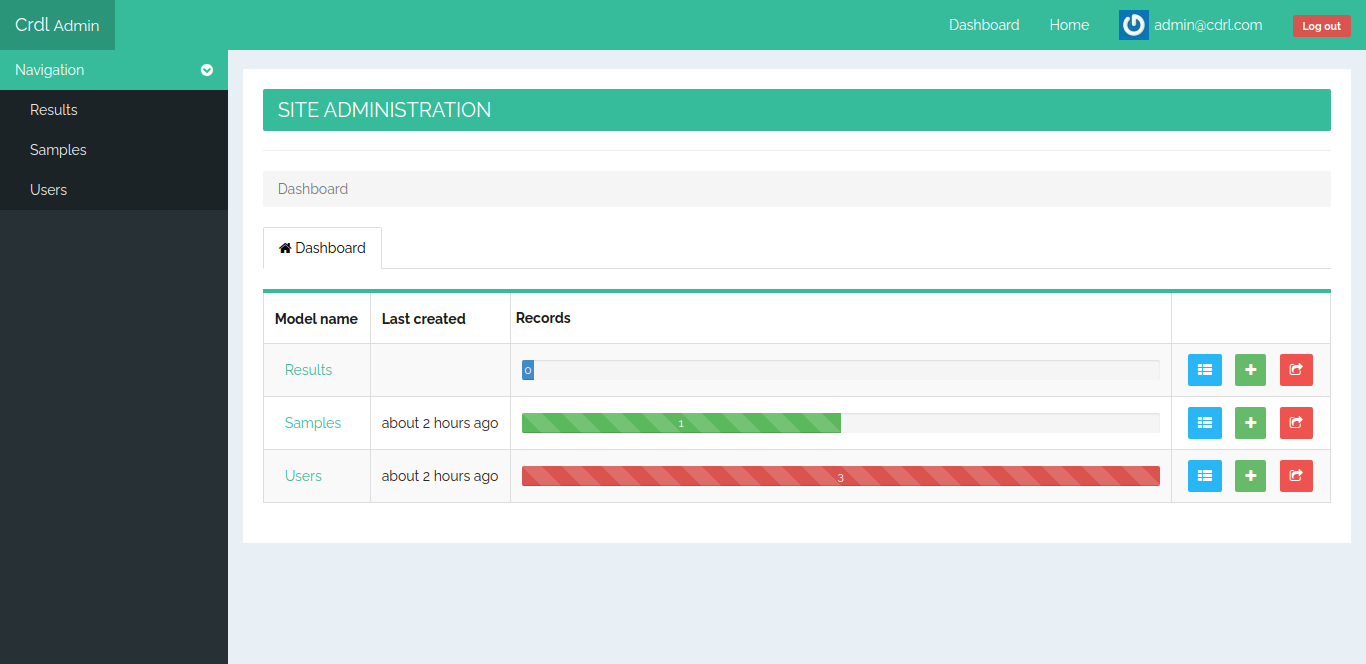 Crdl Admin
Dashboard Home admin@cdrl.com Log out
Navigation
Results
Samples
Users
SITE ADMINISTRATION
Dashboard
Dashboard
Model name Last created Records
Results 0
Samples about 2 hours ago 1
Users about 2 hours ago 3